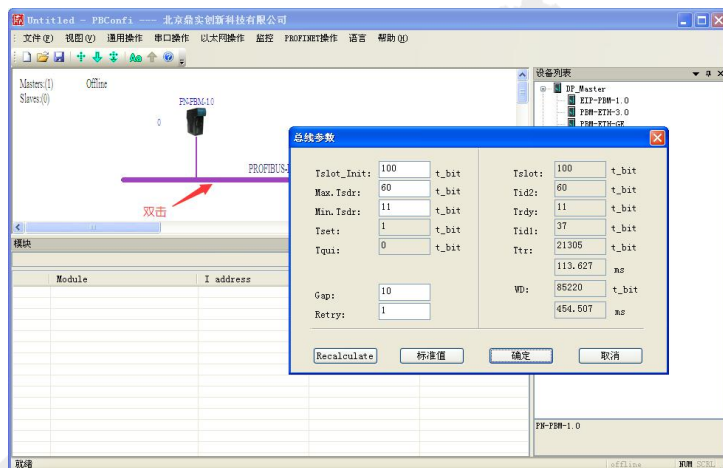 Untitled - PBConfi --- 北京鼎实创新科技有限公司
文件(F) 视图(V) 通用操作 串口操作 以太网操作 监控 PROFINET操作 语言 帮助(H)
Masters:(1) Offline
Slaves:(0)
PN-PBM-1.0
0
PROFIBUS-
双击
设备列表
DP_Master
EIP-PBM-1.0
PBM-ETH-3.0
PBM-ETH-GE
总线参数
Tslot_Init: 100 t_bit Tslot: 100 t_bit
Max.Tsdr: 60 t_bit Tid2: 60 t_bit
Min.Tsdr: 11 t_bit Trdy: 11 t_bit
Tset: 1 t_bit Tid1: 37 t_bit
Tqui: 0 t_bit Ttr: 21305 t_bit
113.627 ms
Gap: 10 WD: 85220 t_bit
Retry: 1 454.507 ms
Recalculate 标准值 确定 取消
模块
Module I address
PN-PBM-1.0
就绪 offline NUM SCRL